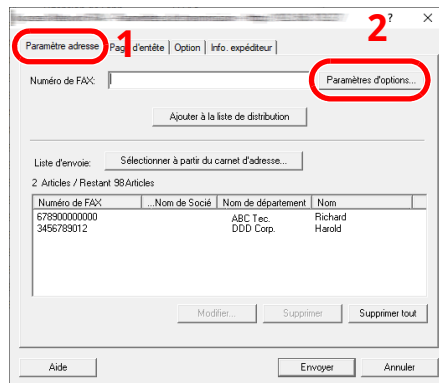 2
?
Paramètre adresse Page d'entête Option Info. expéditeur
1
Numéro de FAX: Paramètres d'options...
Ajouter à la liste de distribution
Liste d'envoie: Sélectionner à partir du carnet d'adresse...
2 Articles / Restant 98Articles
Numéro de FAX ...Nom de Socié Nom de département Nom
678900000000 ABC Tec. Richard
3456789012 DDD Corp. Harold
Modifier... Supprimer Supprimer tout
Aide Envoyer Annuler